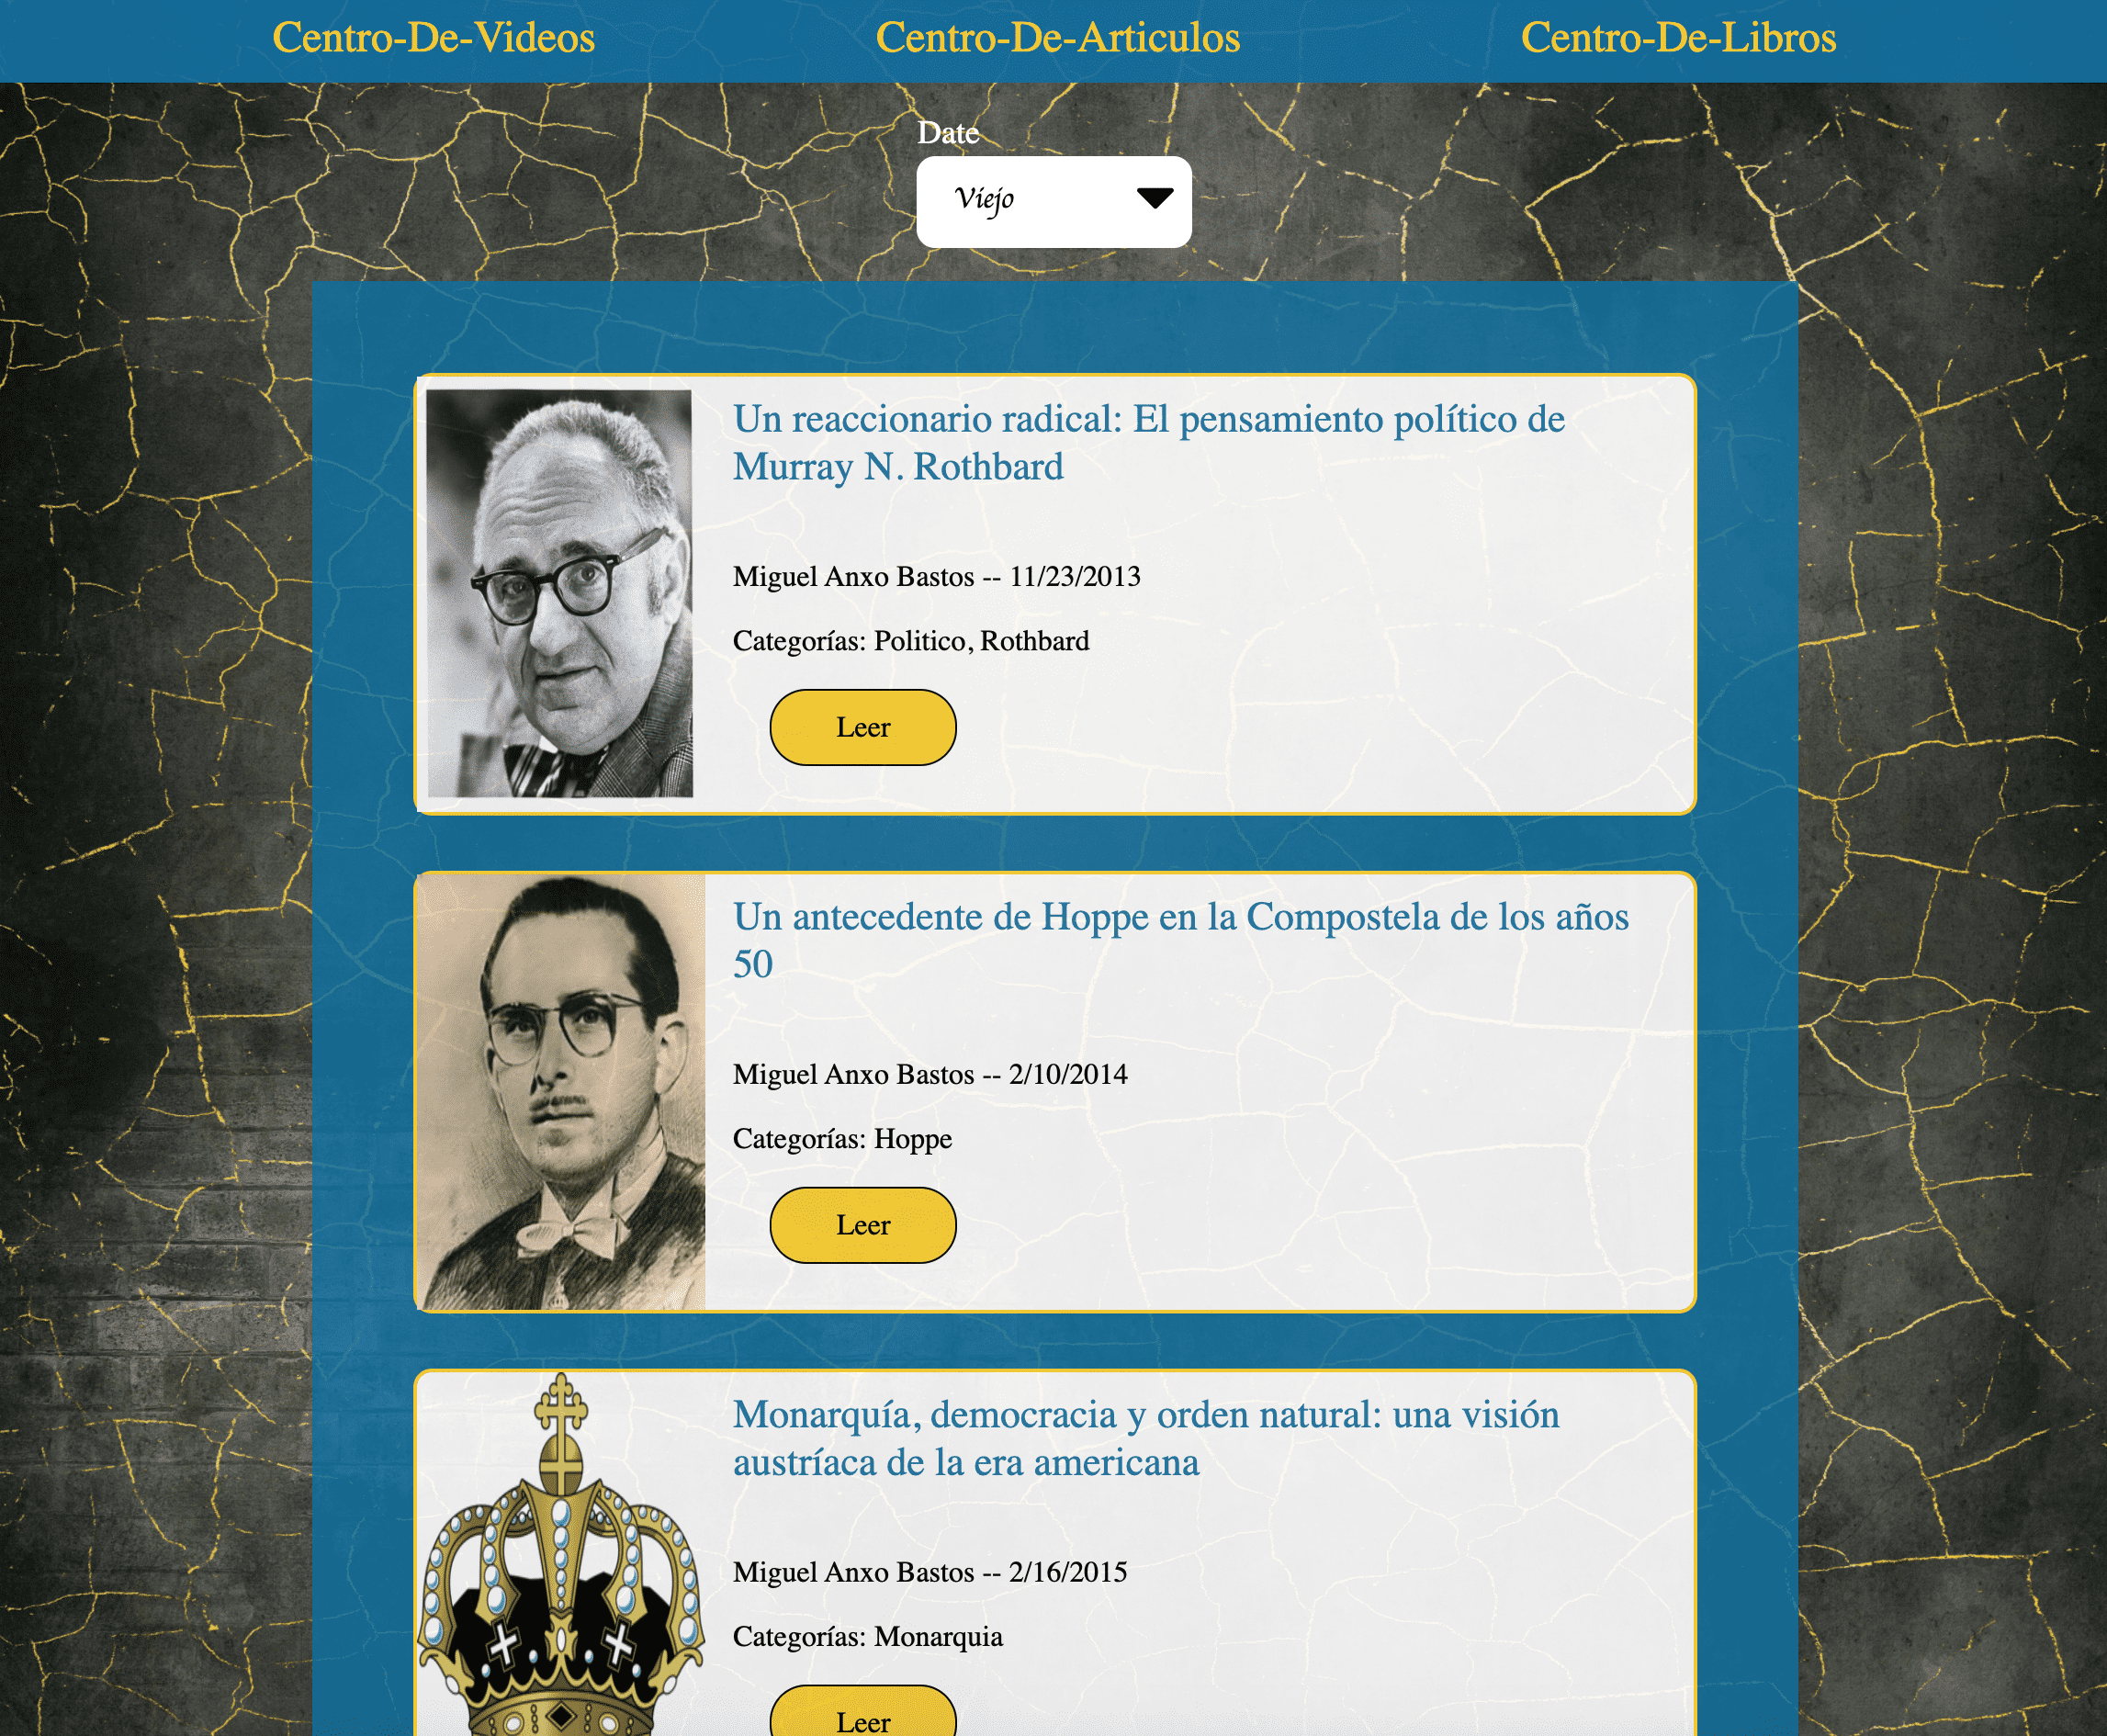 Centro-De-Videos Centro-De-Articulos Centro-De-Libros
Date
Viejo
Un reaccionario radical: El pensamiento político de
Murray N. Rothbard
Miguel Anxo Bastos -- 11/23/2013
Categorías: Politico, Rothbard
Leer
Un antecedente de Hoppe en la Compostela de los años
50
Miguel Anxo Bastos -- 2/10/2014
Categorías: Hoppe
Leer
Monarquía, democracia y orden natural: una visión
austríaca de la era americana
Miguel Anxo Bastos -- 2/16/2015
Categorías: Monarquia
Leer